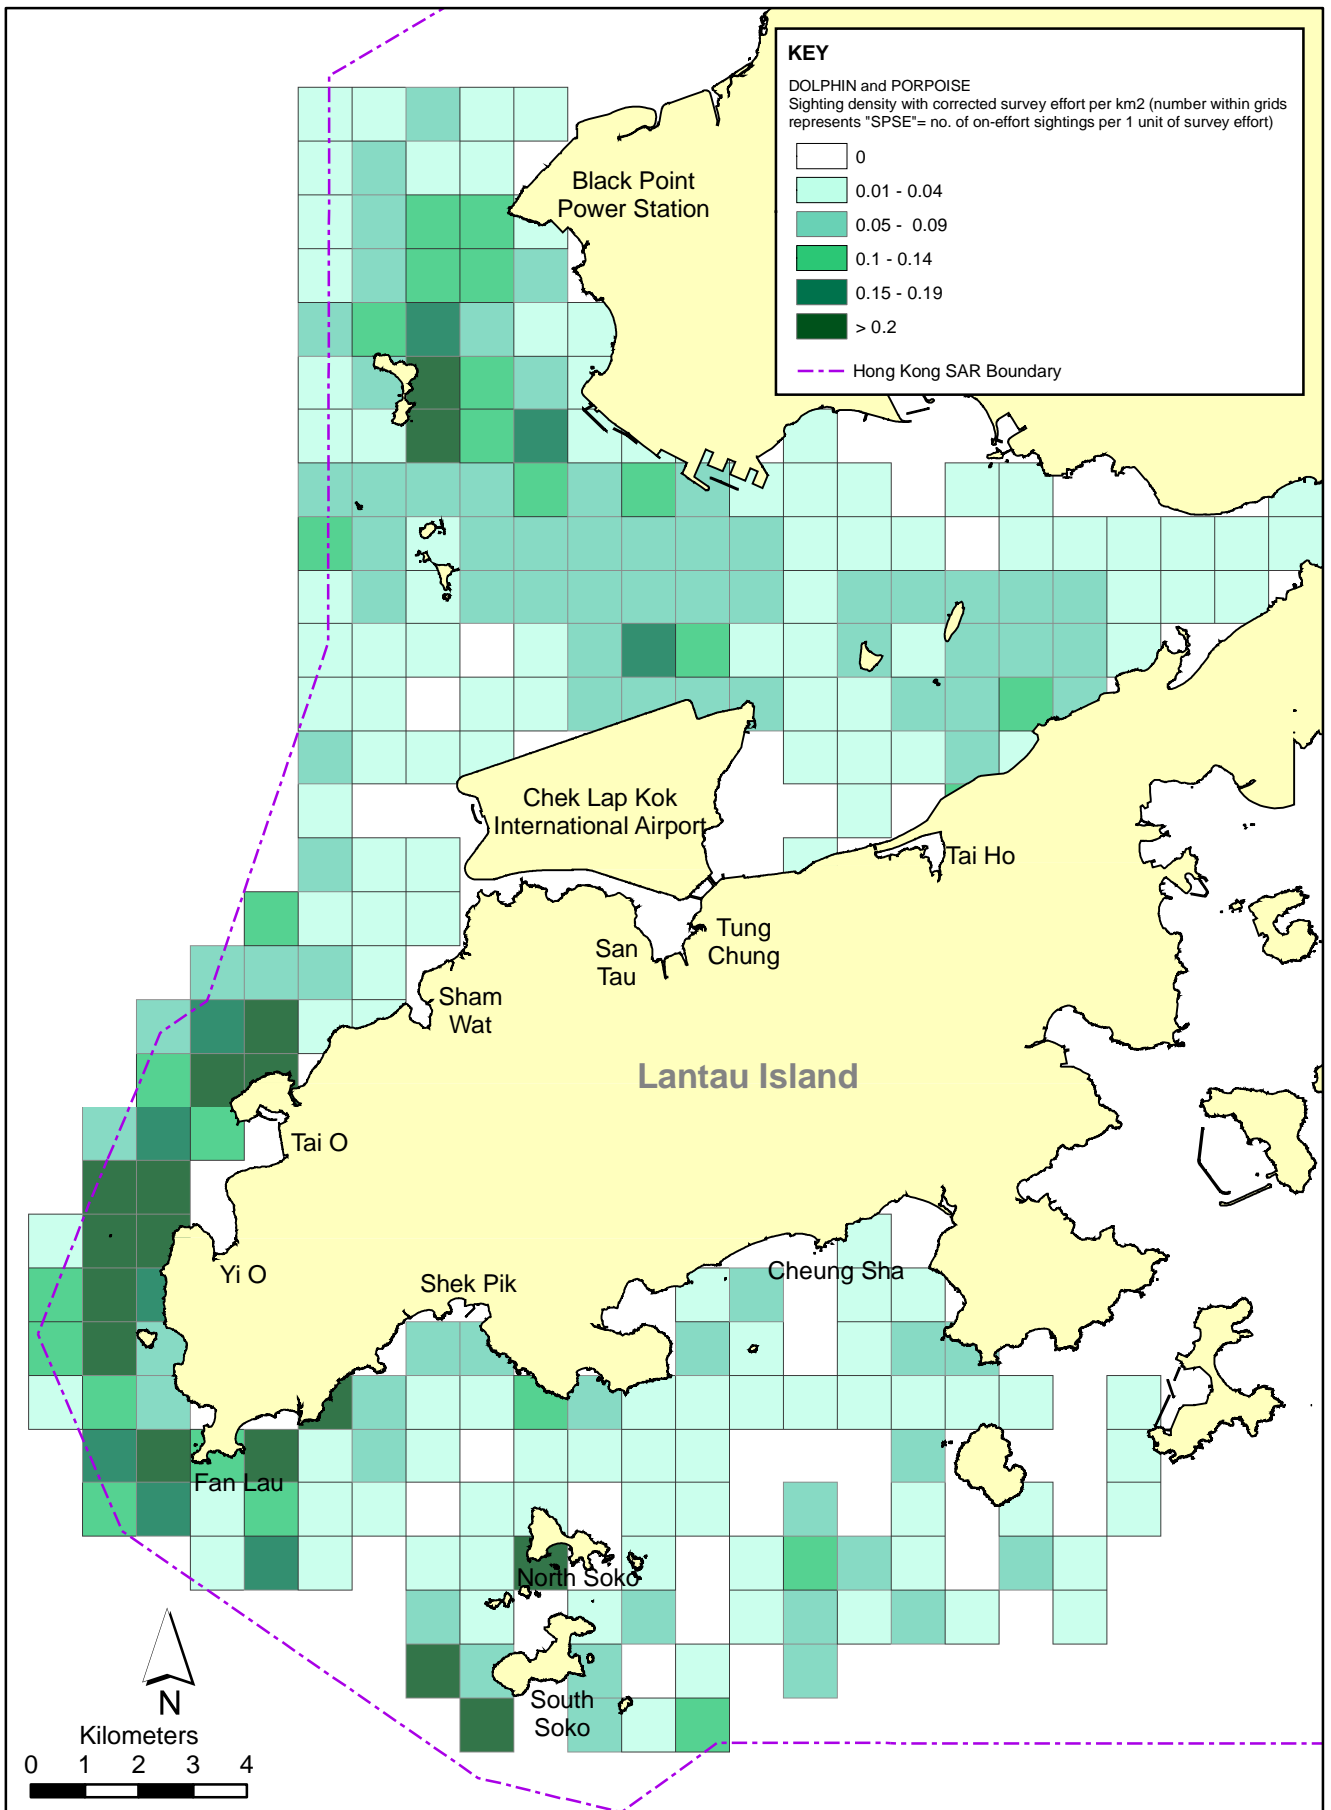 KEY
DOLPHIN and PORPOISE
Sighting density with corrected survey effort per km2 (number within grids
represents "SPSE"= no. of on-effort sightings per 1 unit of survey effort)
0
0.01 - 0.04
0.05 - 0.09
0.1 - 0.14
0.15 - 0.19
> 0.2
Hong Kong SAR Boundary
Black Point
Power Station
Chek Lap Kok
International Airport
Tai Ho
Tung
Chung
San
Tau
Sham
Wat
Lantau Island
Tai O
Yi O
Shek Pik
Cheung Sha
Fan Lau
North Soko
South
Soko
N
Kilometers
0 1 2 3 4